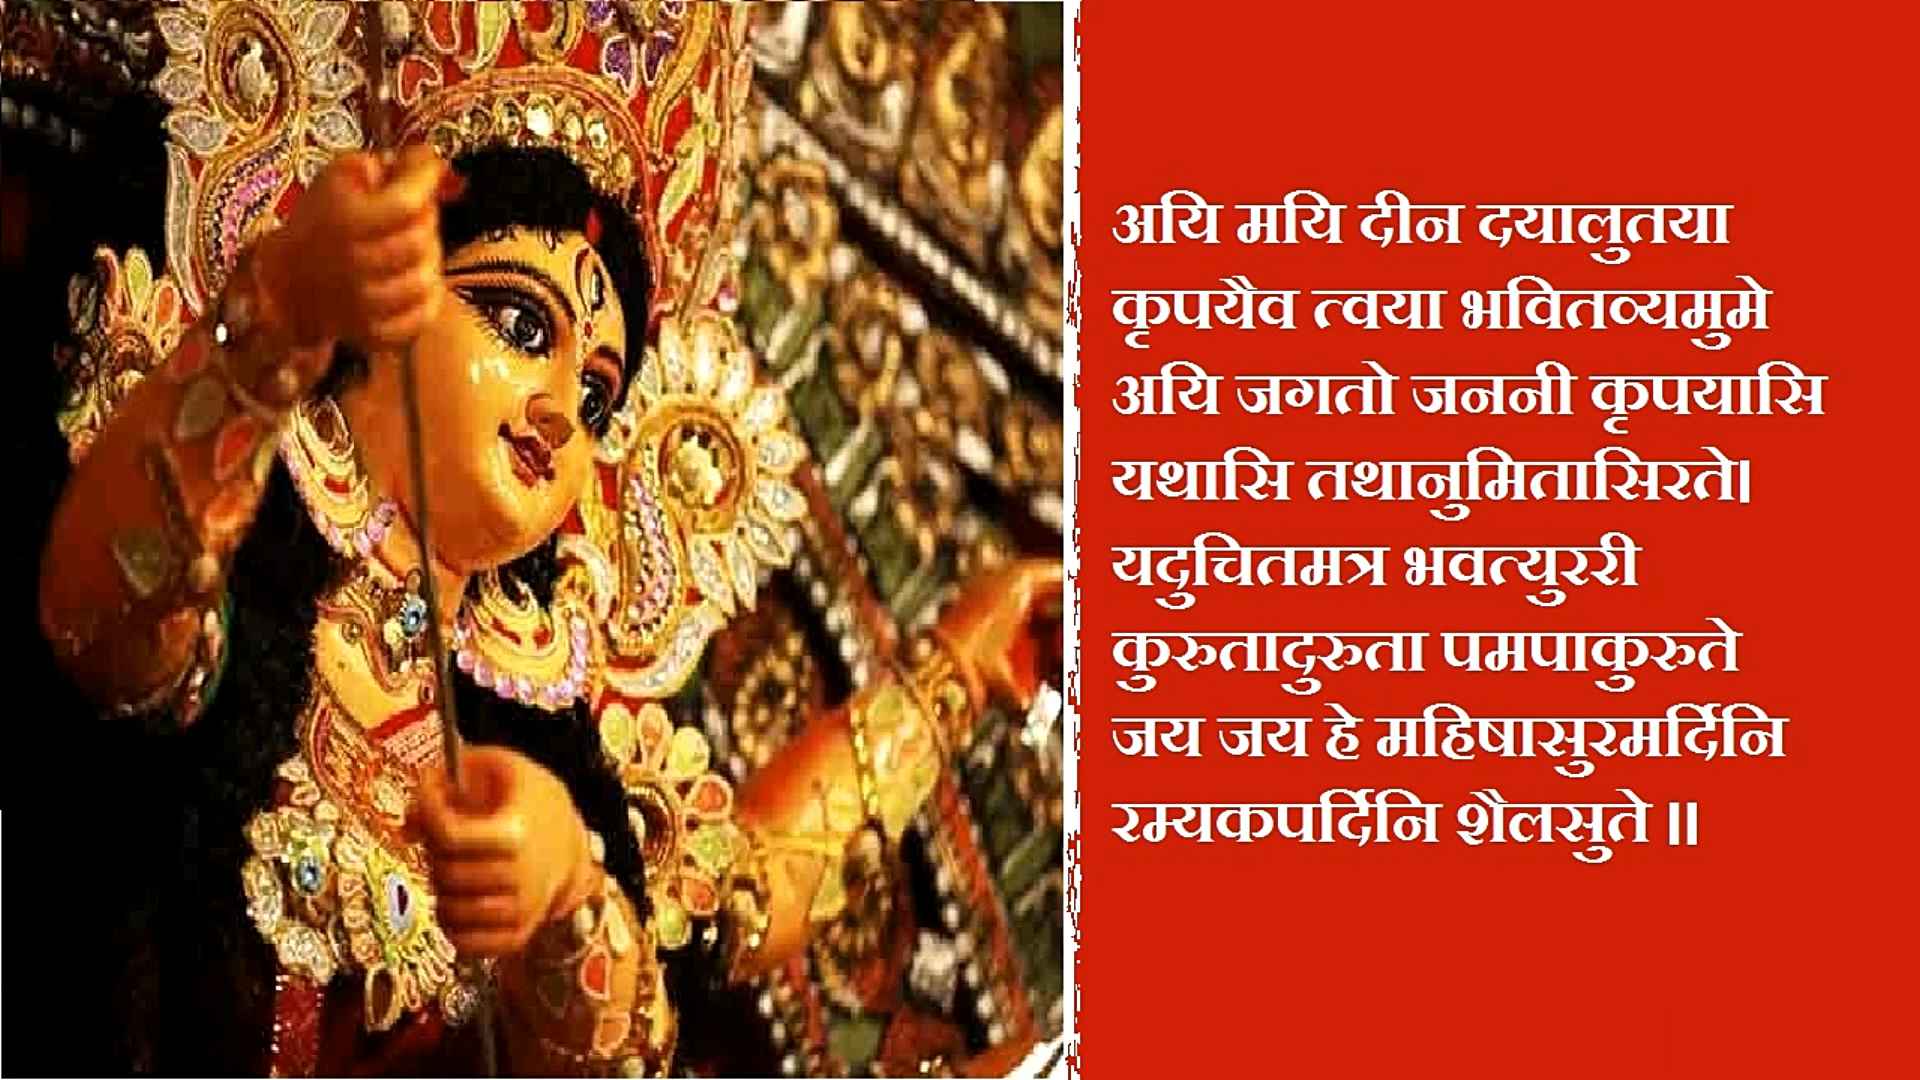 अयि मयि दीन दयालुतया
कृपयैव त्वया भवितव्यमुमे
अयि जगतो जननी कृपयासि
यथासि तथानुमितासिरते।
यदुचितमत्र भवत्युररी
कुरुतादुरुता पमपाकुरुते
जय जय हे महिषासुरमर्दिनि
रम्यकपर्दिनि शैलसुते ॥